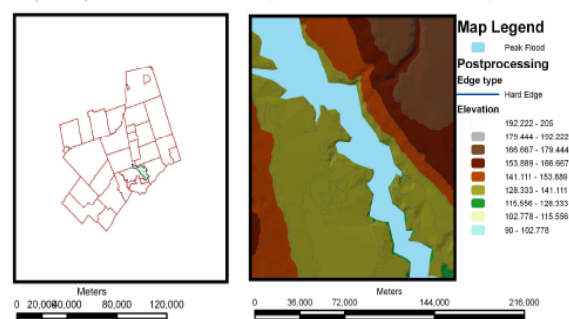 Map Legend
Peak Flood
Postprocessing
Edge type
Hard Edge
Elevation
192.222 - 205
179.444 - 192.222
166.667 - 179.444
153.889 - 166.667
141.111 - 153.889
128.333 - 141.111
115.556 - 128.333
102.778 - 115.556
90 - 102.778
Meters
0 20,000 40,000 80,000 120,000
Meters
0 36,000 72,000 144,000 216,000